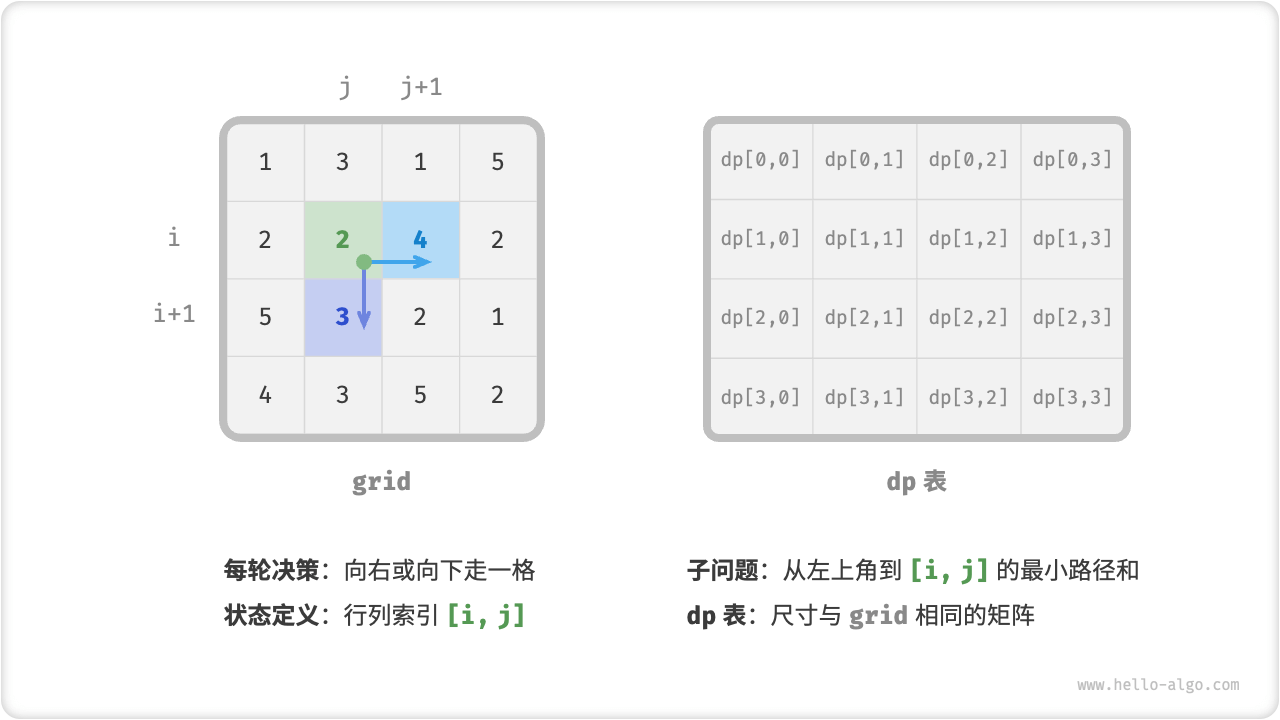 j j+1
1 3 1 5
i 2 2 4 2
i+1 5 3 2 1
4 3 5 2
grid
dp[0,0] dp[0,1] dp[0,2] dp[0,3]
dp[1,0] dp[1,1] dp[1,2] dp[1,3]
dp[2,0] dp[2,1] dp[2,2] dp[2,3]
dp[3,0] dp[3,1] dp[3,2] dp[3,3]
dp 表
每轮决策：向右或向下走一格
状态定义：行列索引 [i, j]
子问题：从左上角到 [i, j] 的最小路径和
dp 表：尺寸与 grid 相同的矩阵
www.hello-algo.com